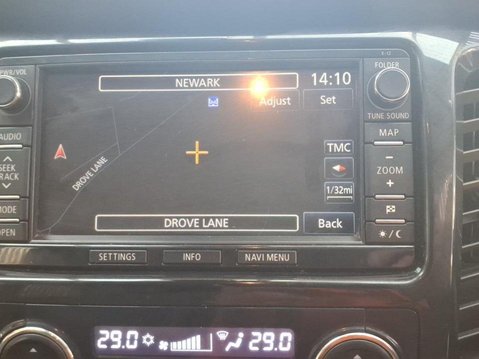 E-12
PWR/VOL
FOLDER
NEWARK
14:10
Adjust
Set
TUNE SOUND
AUDIO
MAP
TMC
SEEK
TRACK
ZOOM
DROVE LANE
1/32mi
MODE
OPEN
DROVE LANE
Back
SETTINGS
INFO
NAVI MENU
29.0
29.0